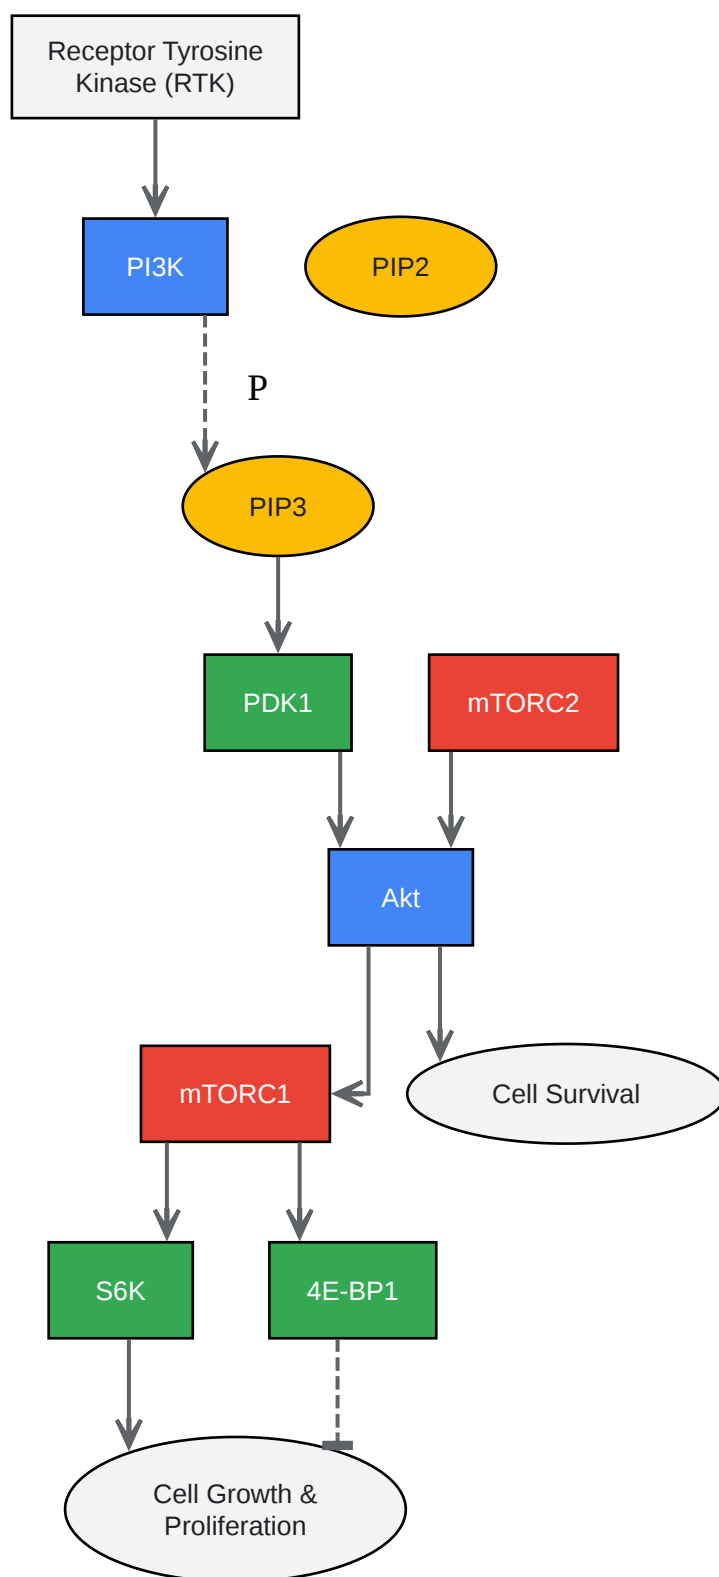 Receptor Tyrosine
Kinase (RTK)
PI3K
PIP2
P
PIP3
PDK1
mTORC2
Akt
mTORC1
Cell Survival
S6K
4E-BP1
Cell Growth &
Proliferation